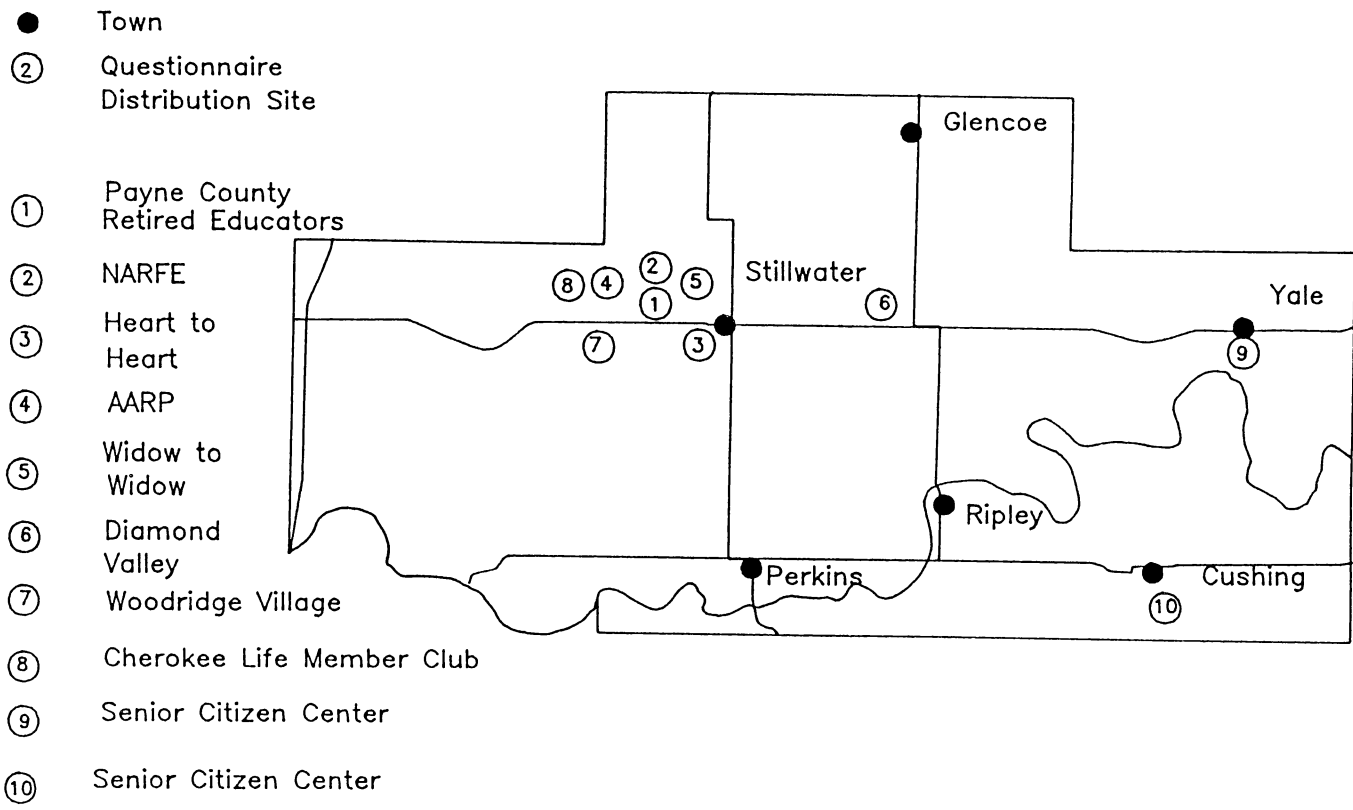 Town
2 Questionnaire
Distribution Site
1 Payne County
Retired Educators
2 NARFE
3 Heart to
Heart
4 AARP
5 Widow to
Widow
6 Diamond
Valley
7 Woodridge Village
8 Cherokee Life Member Club
9 Senior Citizen Center
10 Senior Citizen Center
Glencoe
Stillwater
8 4 2 5
1
6
Yale
7 3
9
Ripley
Perkins
Cushing
10